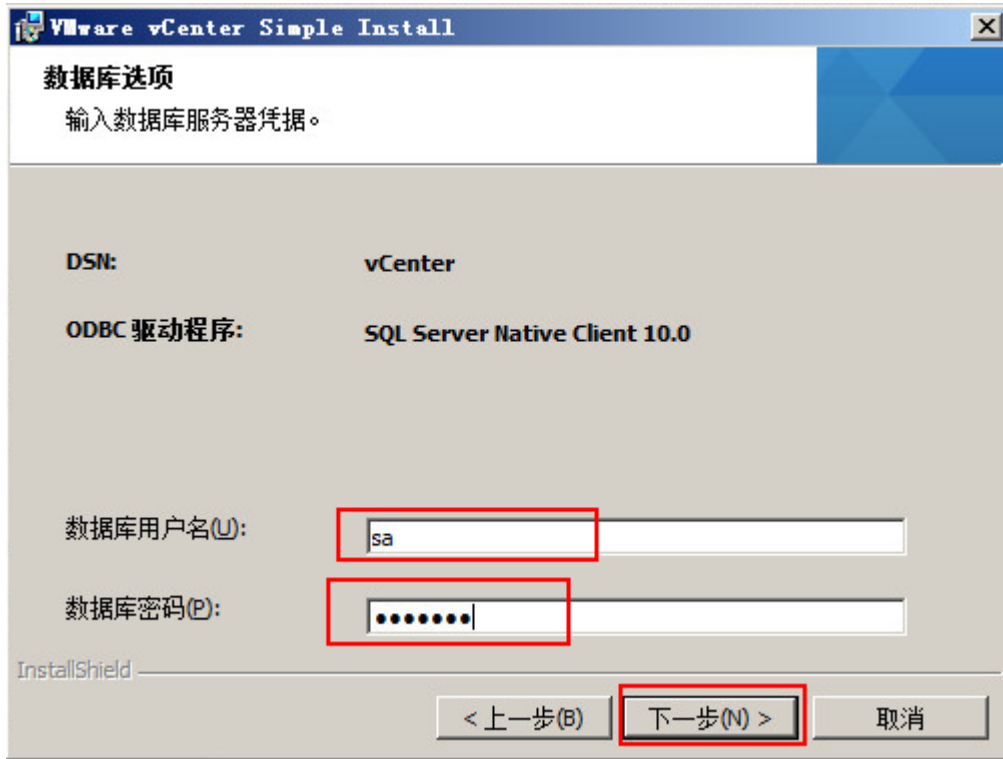 VMware vCenter Simple Install
数据库选项
输入数据库服务器凭据。
DSN: vCenter
ODBC 驱动程序: SQL Server Native Client 10.0
数据库用户名(U): sa
数据库密码(P): •••••••
InstallShield
< 上一步(B) 下一步(N) > 取消